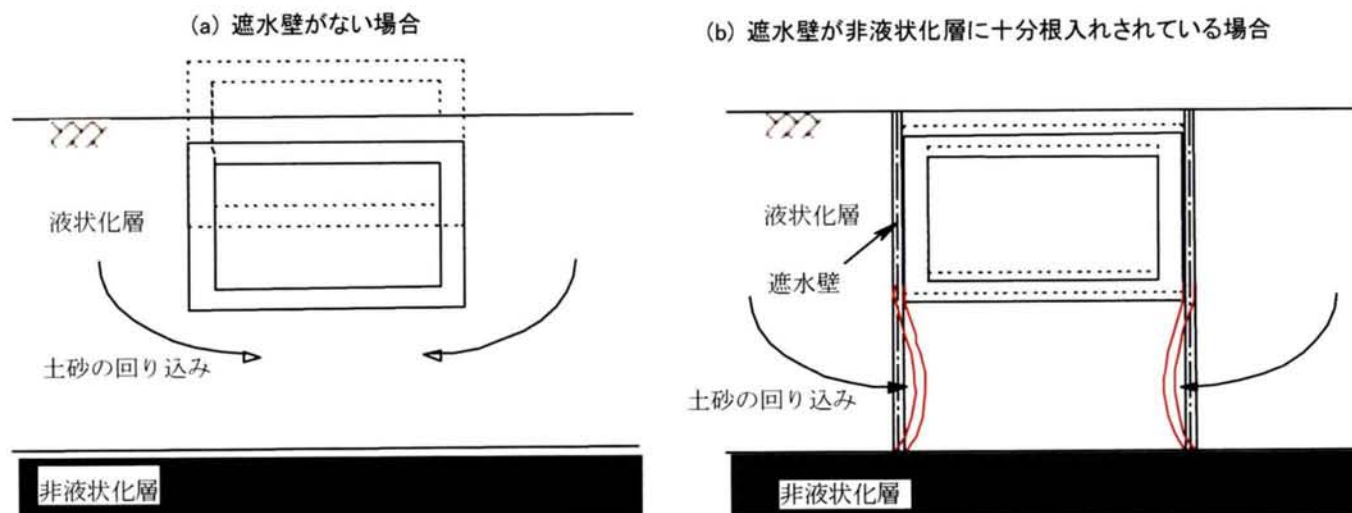 (a) 遮水壁がない場合
液状化層
土砂の回り込み
非液状化層
(b) 遮水壁が非液状化層に十分根入れされている場合
液状化層
遮水壁
土砂の回り込み
非液状化層